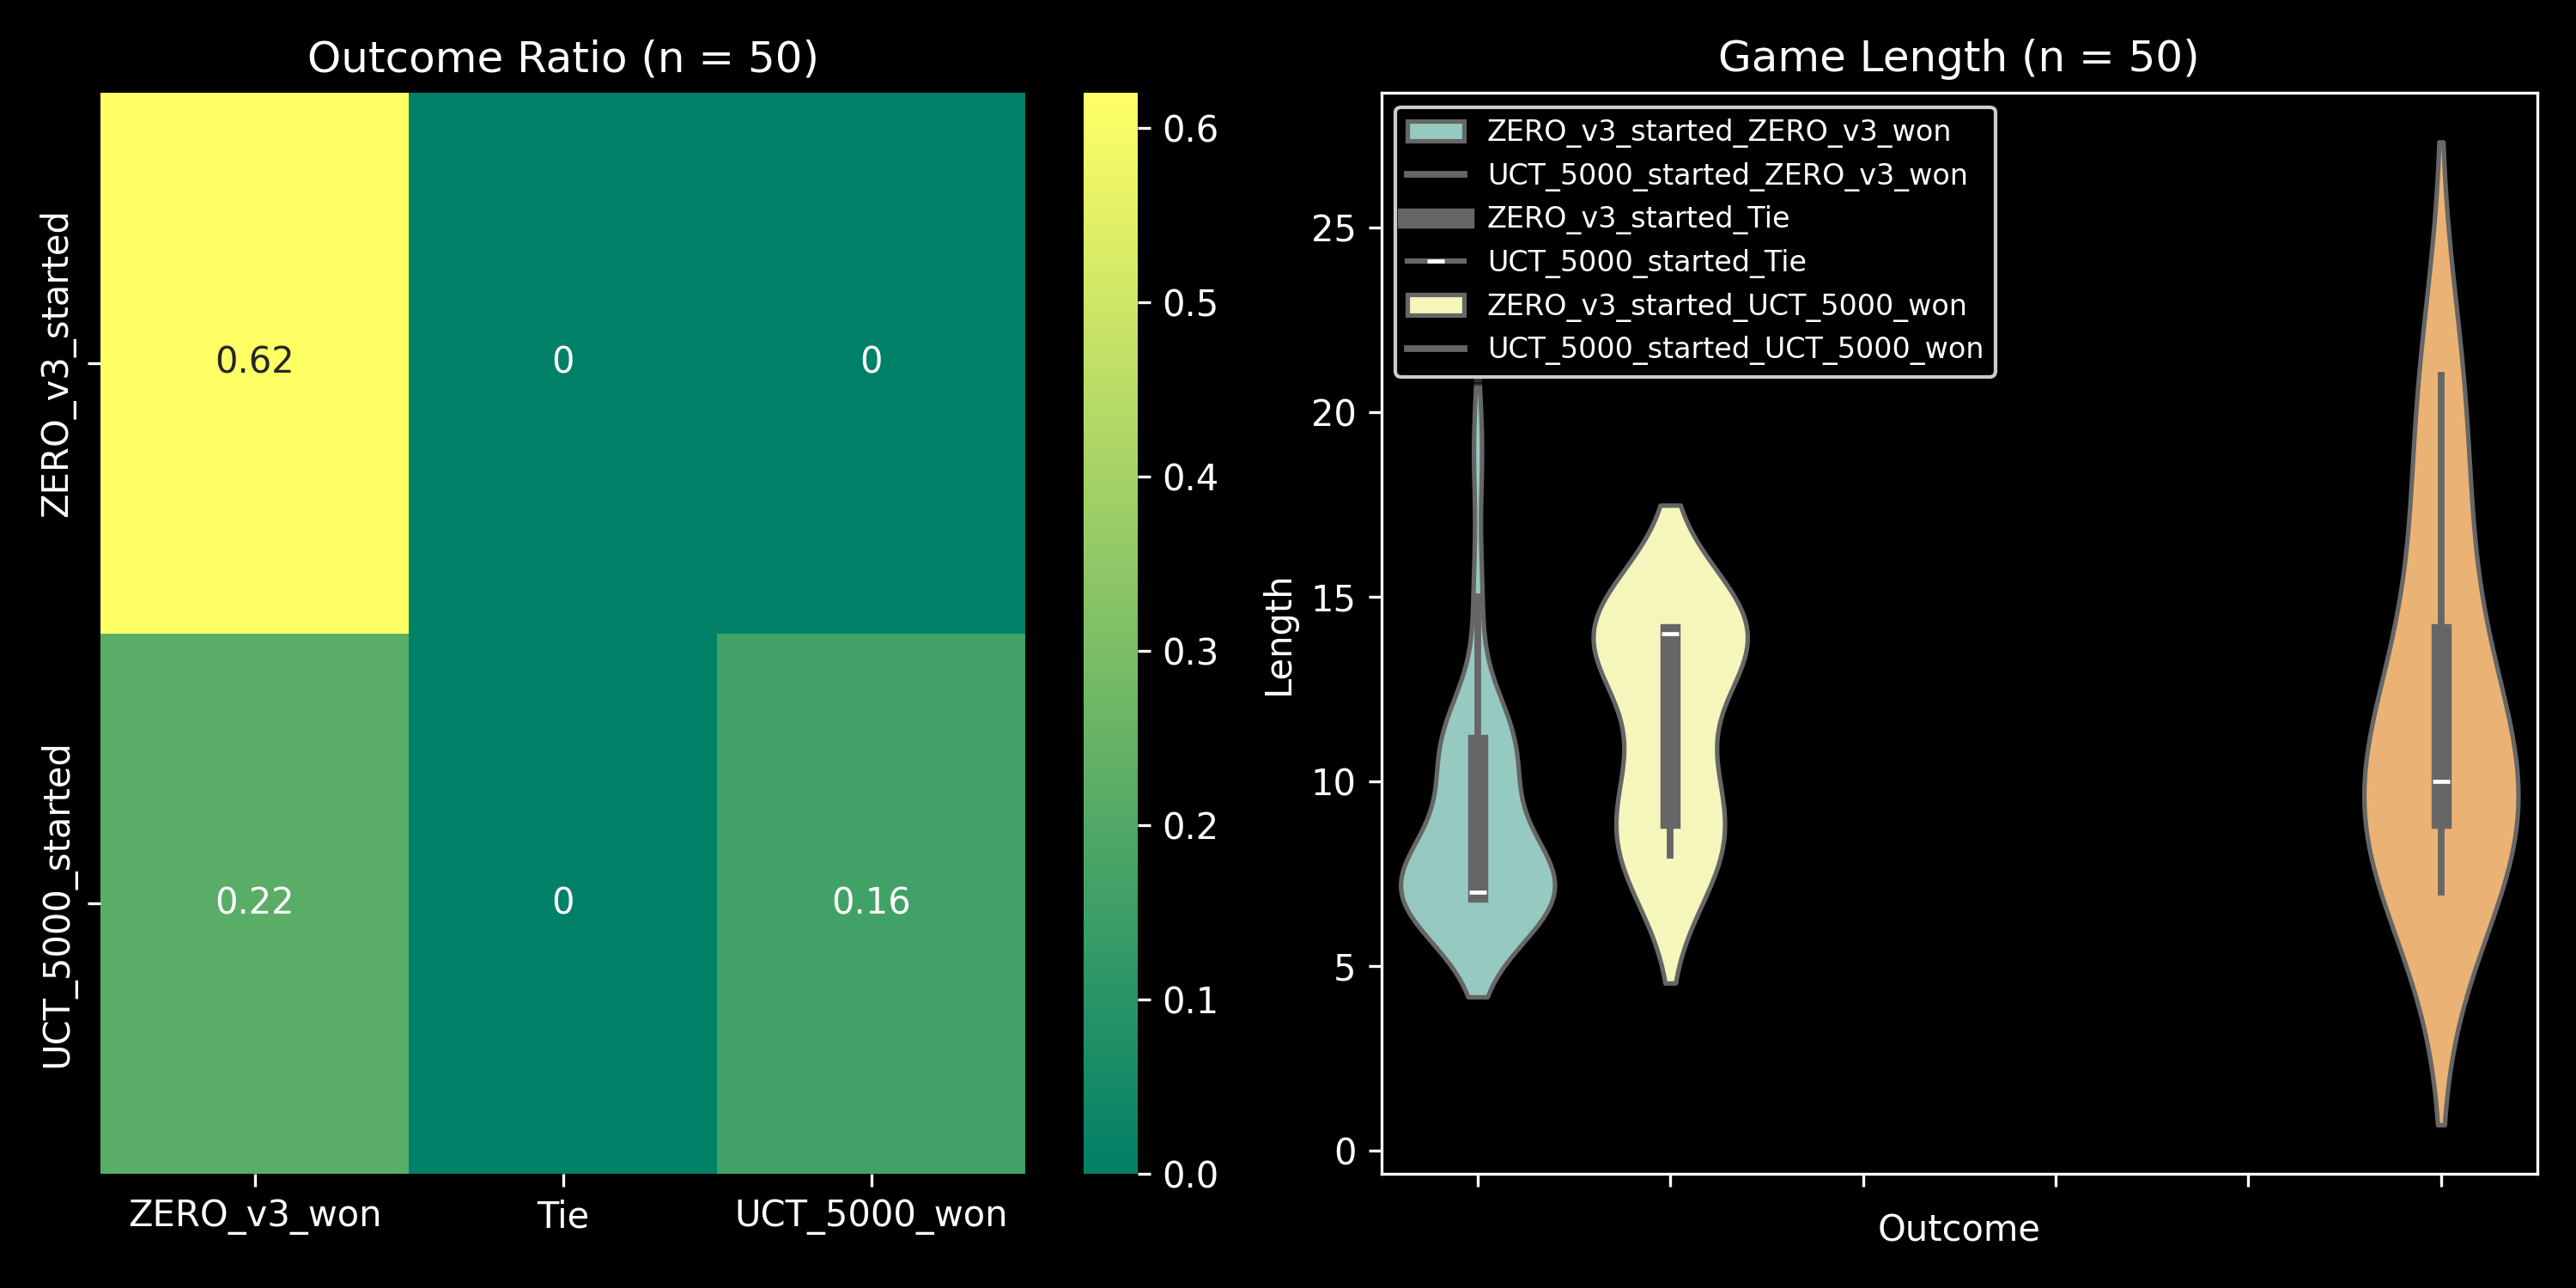 Outcome Ratio (n = 50)
ZERO_v3_started
UCT_5000_started
0.62
0
0
0.22
0
0.16
ZERO_v3_won
Tie
UCT_5000_won
0.6
0.5
0.4
0.3
0.2
0.1
0.0
Game Length (n = 50)
ZERO_v3_started_ZERO_v3_won
UCT_5000_started_ZERO_v3_won
ZERO_v3_started_Tie
UCT_5000_started_Tie
ZERO_v3_started_UCT_5000_won
UCT_5000_started_UCT_5000_won
Length
25
20
15
10
5
0
Outcome